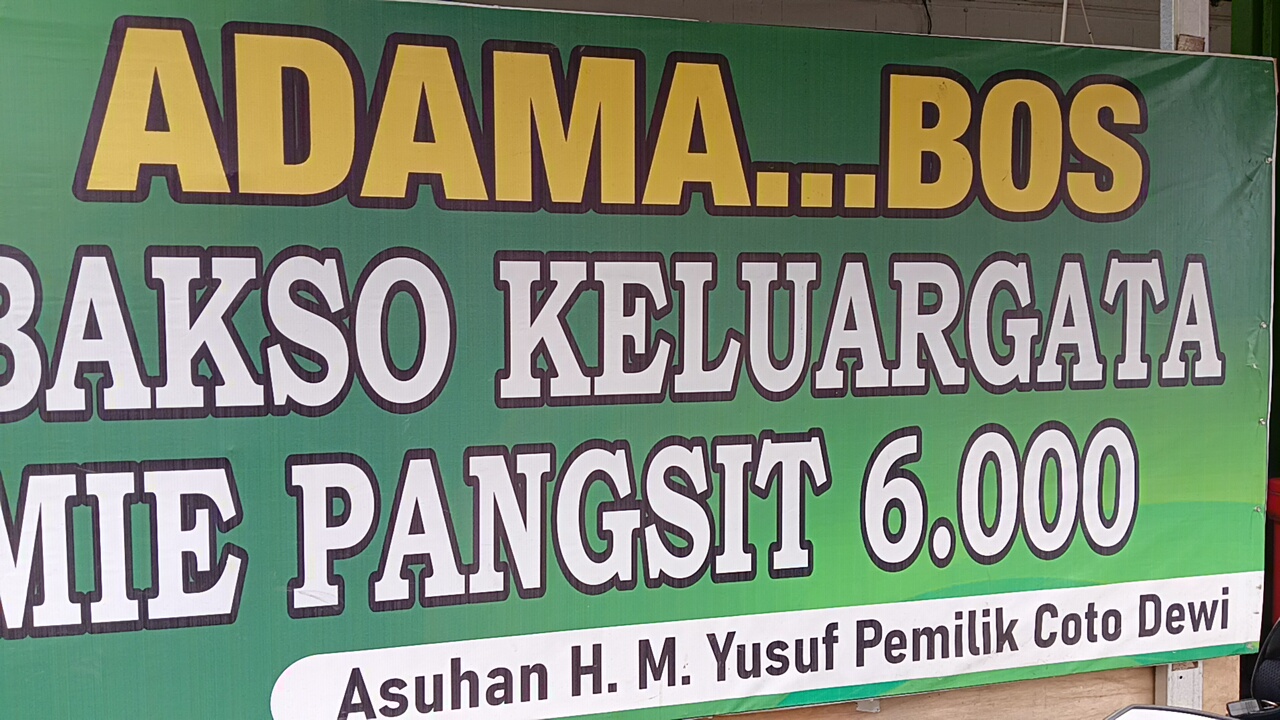 ADAMA...BOS
BAKSO KELUARGATA
MIE PANGSIT 6.000
Asuhan H. M. Yusuf Pemilik Coto Dewi